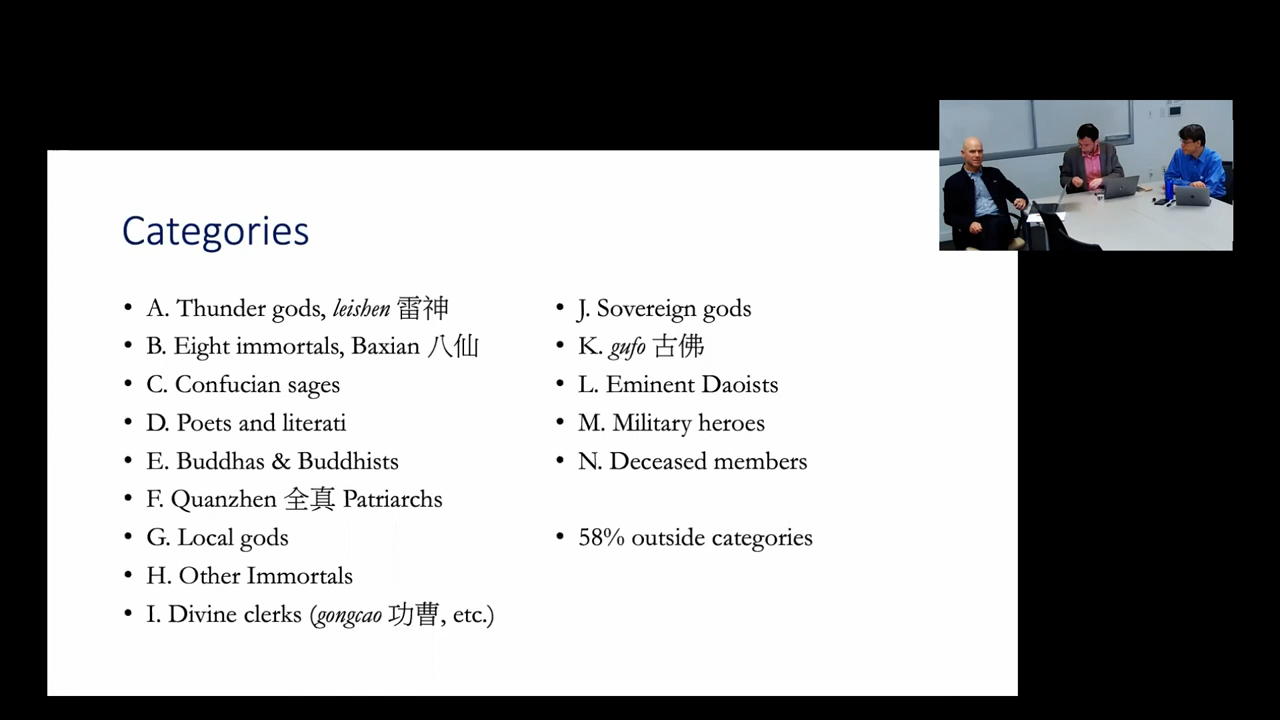 Categories
• A. Thunder gods, leishen 雷神
• B. Eight immortals, Baxian 八仙
• C. Confucian sages
• D. Poets and literati
• E. Buddhas & Buddhists
• F. Quanzhen 全真 Patriarchs
• G. Local gods
• H. Other Immortals
• I. Divine clerks (gongcao 功曹, etc.)
• J. Sovereign gods
• K. gufo 古佛
• L. Eminent Daoists
• M. Military heroes
• N. Deceased members
• 58% outside categories